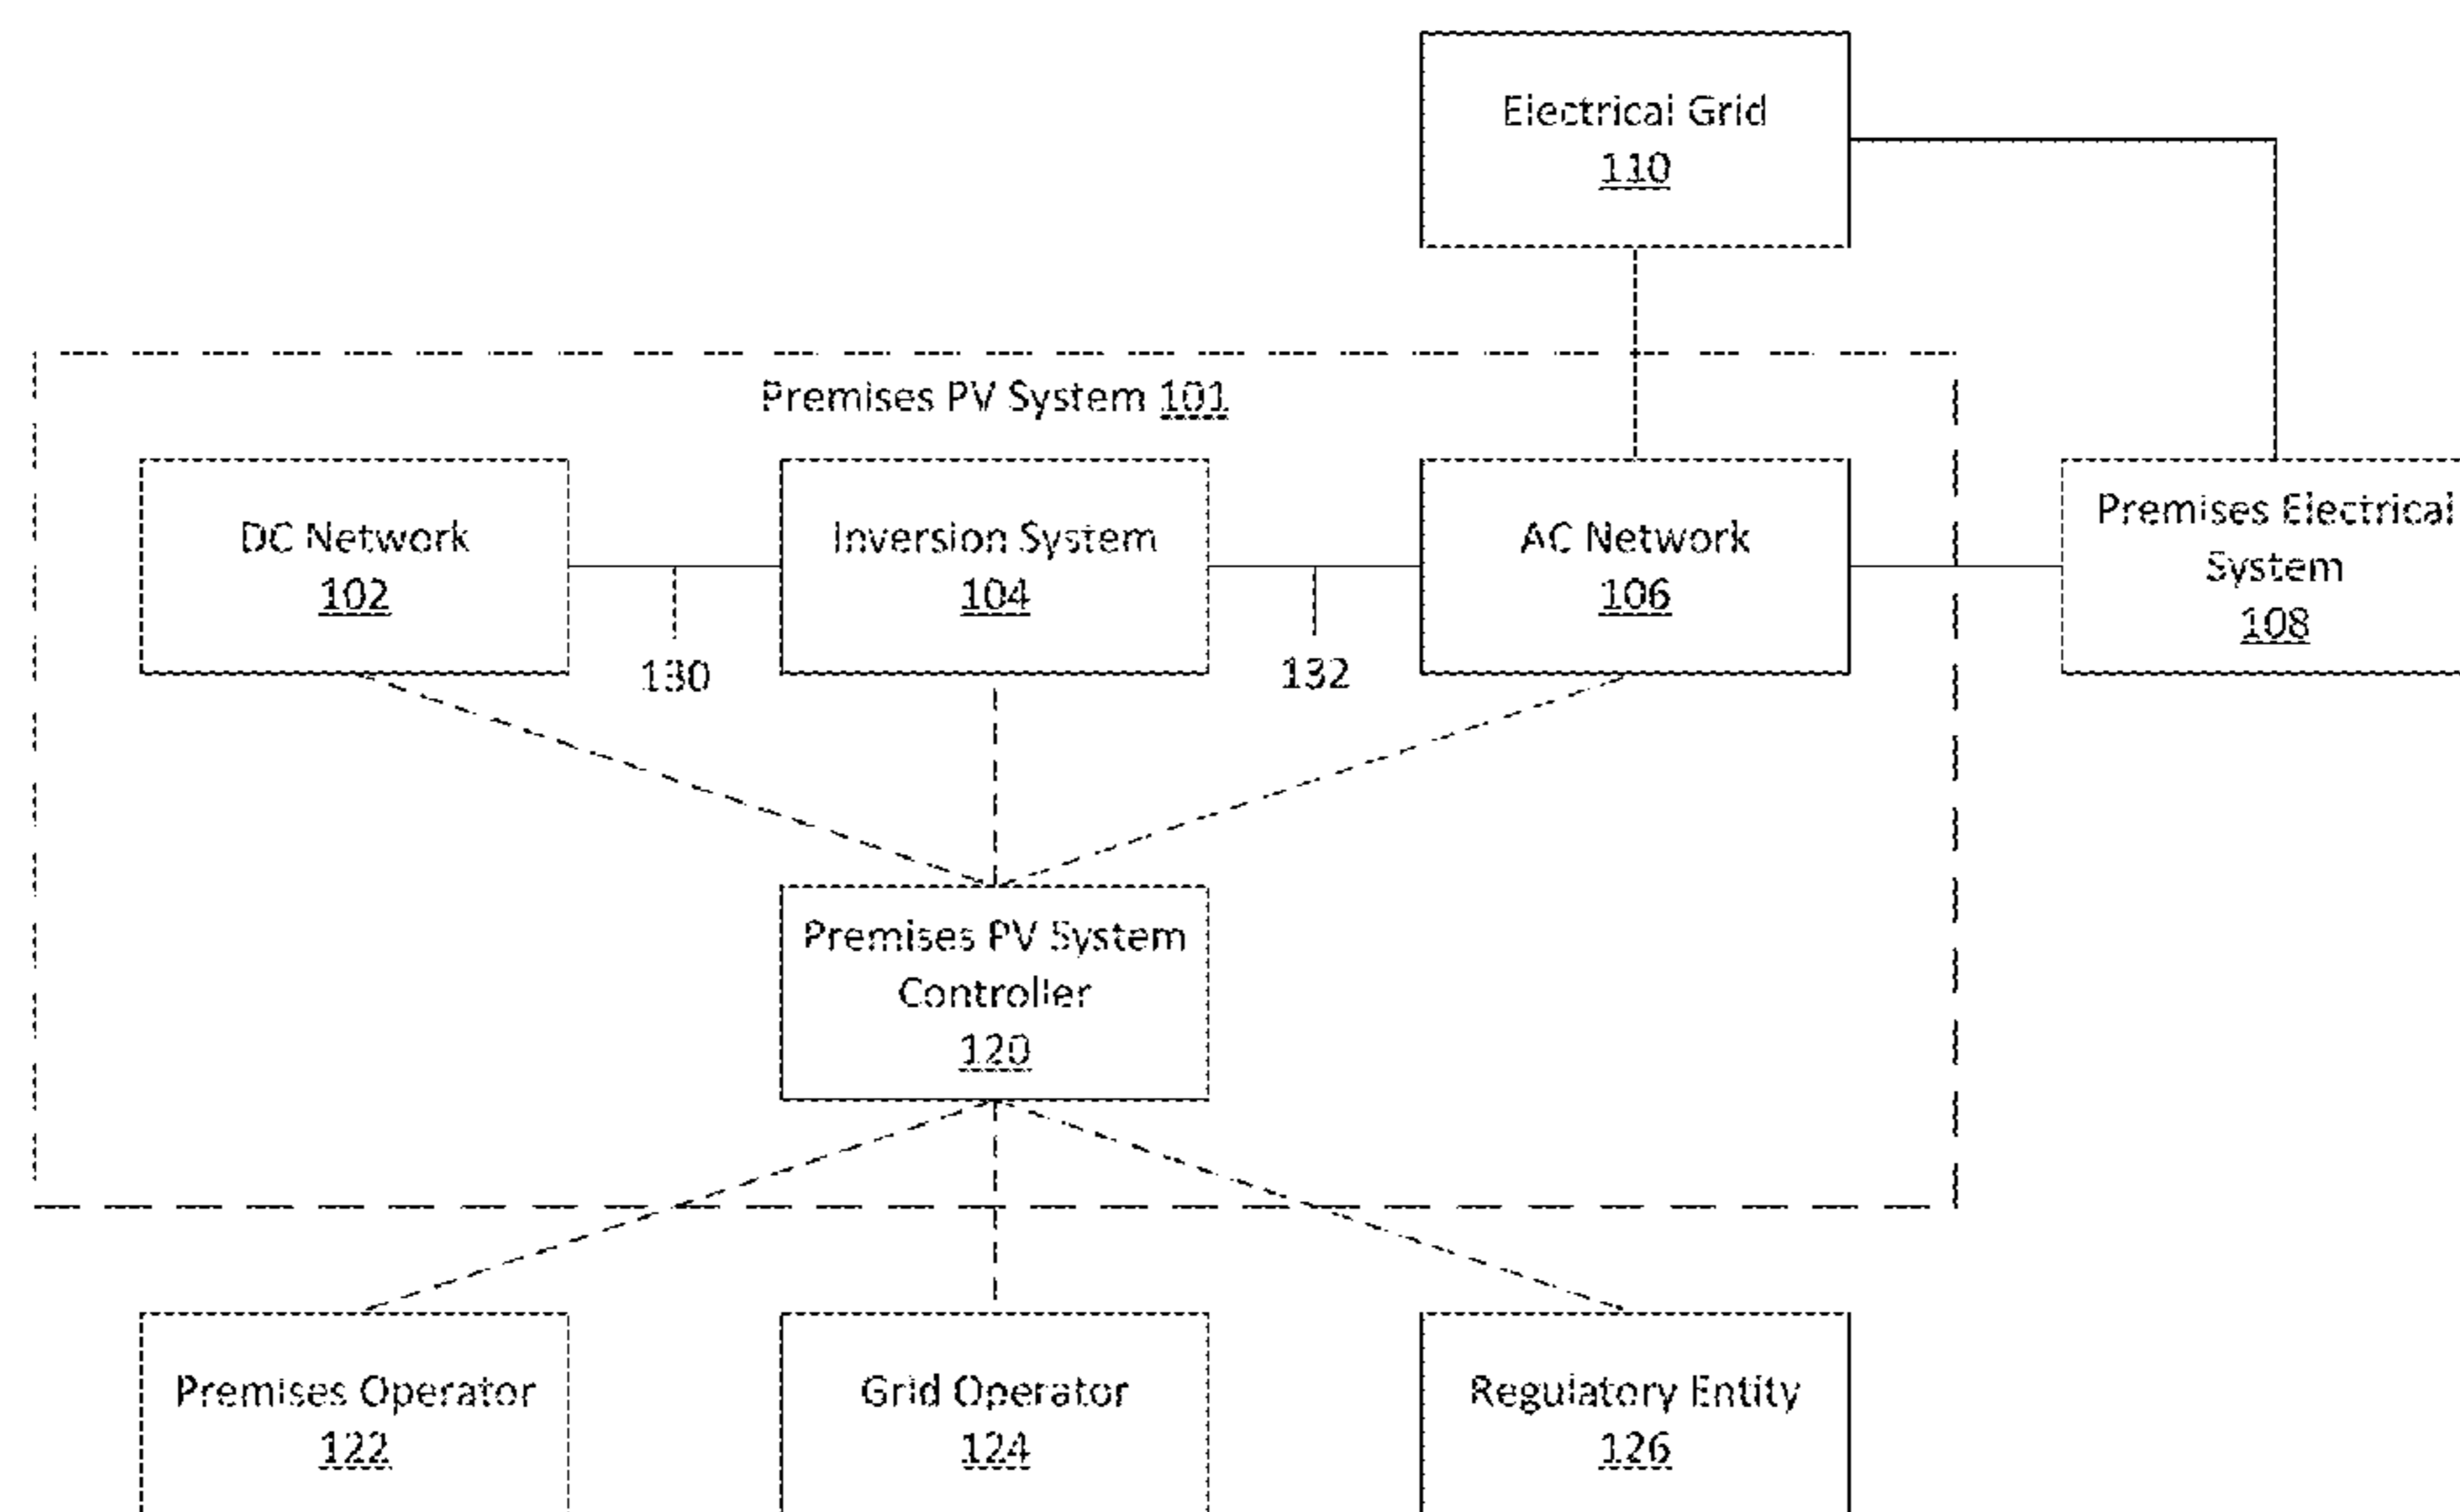 Electrical Grid
110
Premises PV System 101
DC Network
102
Inversion System
104
AC Network
106
Premises Electrical
System
108
130
132
Premises PV System
Controller
120
Premises Operator
122
Grid Operator
124
Regulatory Entity
126